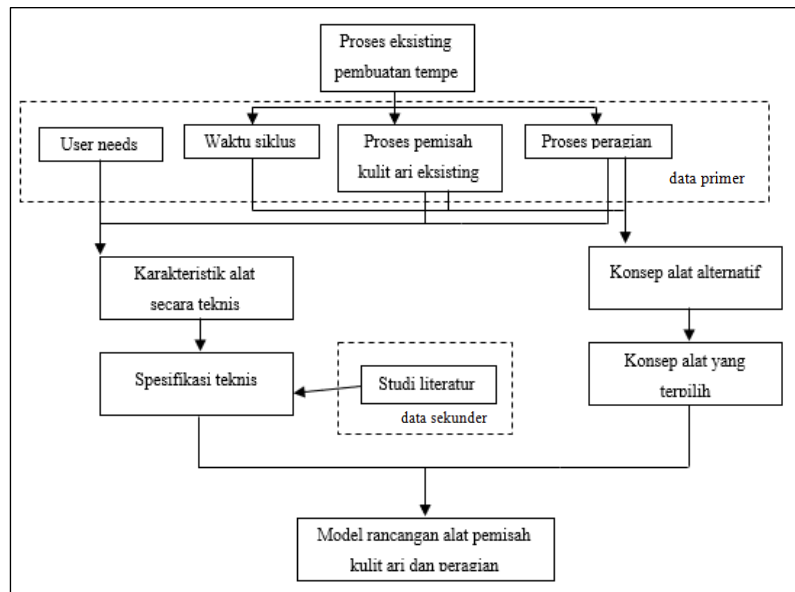 Proses eksisting
pembuatan tempe
User needs
Waktu siklus
Proses pemisah
kulit ari eksisting
Proses peragian
data primer
Karakteristik alat
secara teknis
Konsep alat alternatif
Spesifikasi teknis
Studi literatur
data sekunder
Konsep alat yang
terpilih
Model rancangan alat pemisah
kulit ari dan peragian